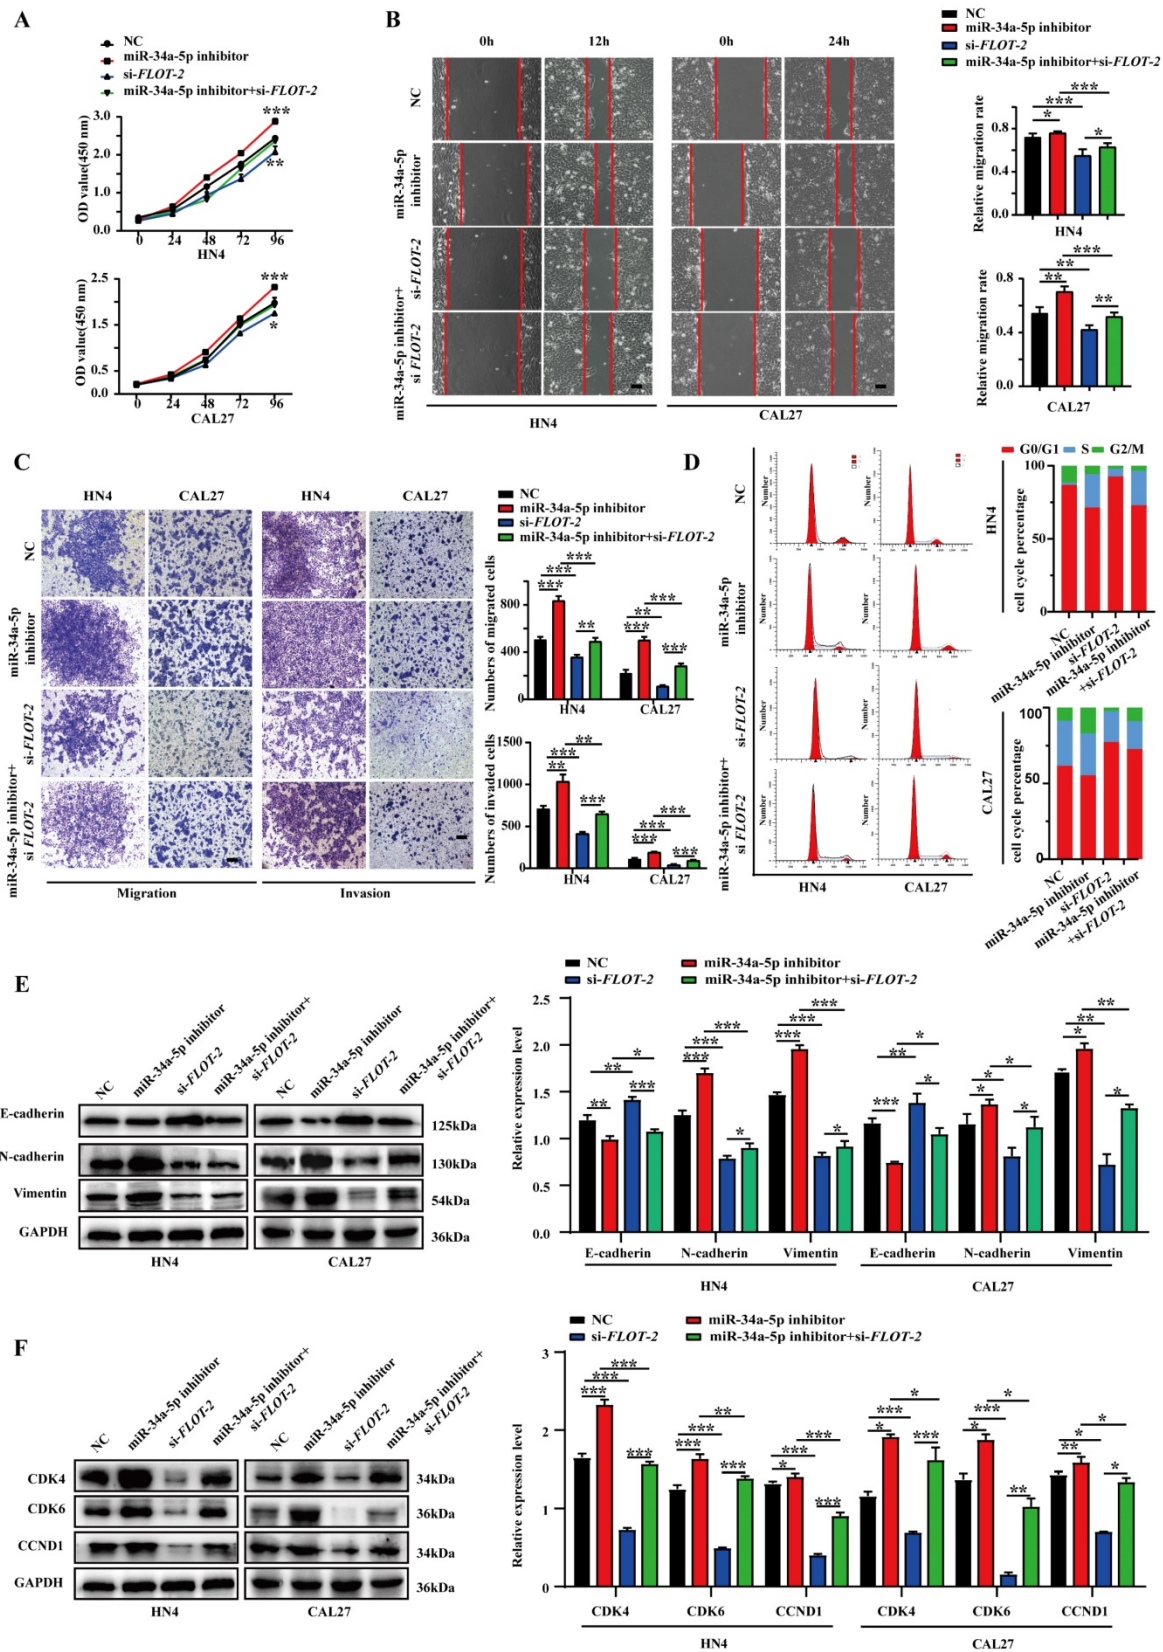 A
NC
miR-34a-5p inhibitor
si-FLOT-2
miR-34a-5p inhibitor+si-FLOT-2
OD value(450 nm)
3.0
2.0
1.0
0.0
***
**
0 24 48 72 96
HN4
OD value(450 nm)
2.5
1.5
0.5
0.0
***
*
0 24 48 72 96
CAL27
B
0h 12h 0h 24h
NC
miR-34a-5p inhibitor
si-FLOT-2
miR-34a-5p inhibitor+
si FLOT-2
HN4 CAL27
NC
miR-34a-5p inhibitor
si-FLOT-2
miR-34a-5p inhibitor+si-FLOT-2
Relative migration rate
1.2
0.8
0.4
0.0
*** ***
* *
HN4
Relative migration rate
0.8
0.4
0.0
** ***
** **
CAL27
C
HN4 CAL27 HN4 CAL27
NC
miR-34a-5p
inhibitor
si-FLOT-2
miR-34a-5p inhibitor+
si FLOT-2
Migration Invasion
NC
miR-34a-5p inhibitor
si-FLOT-2
miR-34a-5p inhibitor+si-FLOT-2
Numbers of migrated cells
800
400
0
*** *** *** **
** *** *** ***
HN4 CAL27
Numbers of invaded cells
1500
1000
500
0
** *** ** ***
*** *** *** ***
HN4 CAL27
D
NC
miR-34a-5p
inhibitor
si-FLOT-2
miR-34a-5p inhibitor+
si FLOT-2
Number Number
Number Number
Number Number
Number Number
HN4 CAL27
G0/G1 S G2/M
HN4
cell cycle percentage
100
50
0
NC
miR-34a-5p inhibitor
si-FLOT-2
miR-34a-5p inhibitor
+si-FLOT-2
CAL27
cell cycle percentage
100
50
0
NC
miR-34a-5p inhibitor
si-FLOT-2
miR-34a-5p inhibitor
+si-FLOT-2
E
NC
miR-34a-5p inhibitor
si-FLOT-2
miR-34a-5p inhibitor+
si-FLOT-2
NC
miR-34a-5p inhibitor
si-FLOT-2
miR-34a-5p inhibitor+
si-FLOT-2
E-cadherin 125kDa
N-cadherin 130kDa
Vimentin 54kDa
GAPDH 36kDa
HN4 CAL27
NC miR-34a-5p inhibitor
si-FLOT-2 miR-34a-5p inhibitor+si-FLOT-2
Relative expression level
2.5
2.0
1.5
1.0
0.5
0.0
* ** *** **
*** *** *** *
*** *** *** *
* ** *** *
* * * *
** ** * *
E-cadherin N-cadherin Vimentin E-cadherin N-cadherin Vimentin
HN4 CAL27
F
NC
miR-34a-5p inhibitor
si-FLOT-2
miR-34a-5p inhibitor+
si-FLOT-2
NC
miR-34a-5p inhibitor
si-FLOT-2
miR-34a-5p inhibitor+
si-FLOT-2
CDK4 34kDa
CDK6 36kDa
CCND1 34kDa
GAPDH 36kDa
HN4 CAL27
NC miR-34a-5p inhibitor
si-FLOT-2 miR-34a-5p inhibitor+si-FLOT-2
Relative expression level
3
2
1
0
*** *** *** ***
** *** *** ***
*** *** * ***
* *** * ***
* *** * **
* * ** *
CDK4 CDK6 CCND1 CDK4 CDK6 CCND1
HN4 CAL27